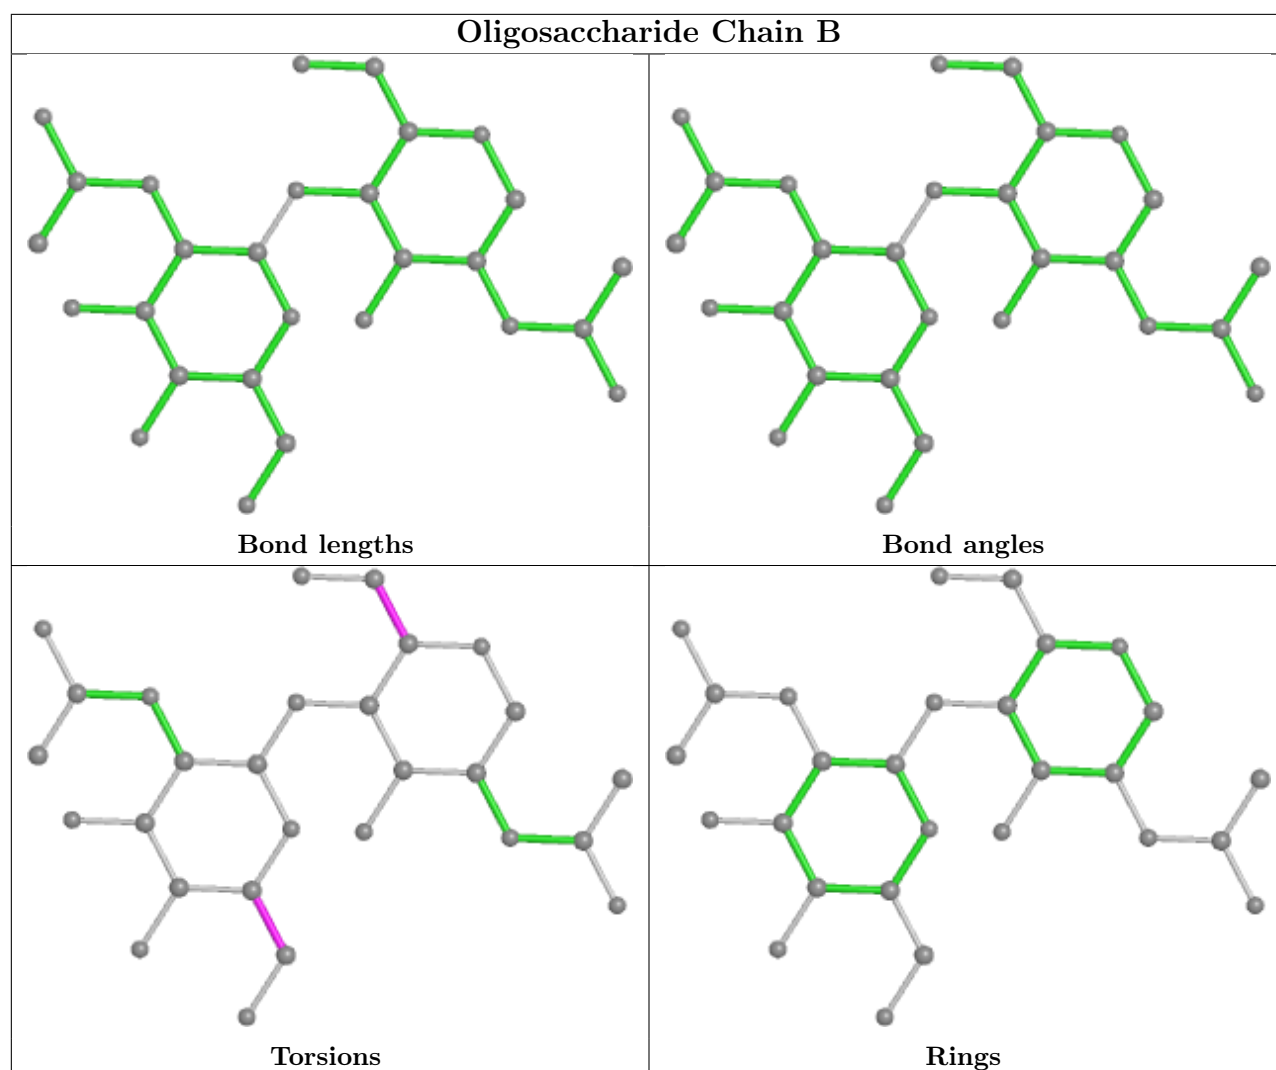 Oligosaccharide Chain B
Bond lengths
Bond angles
Torsions
Rings